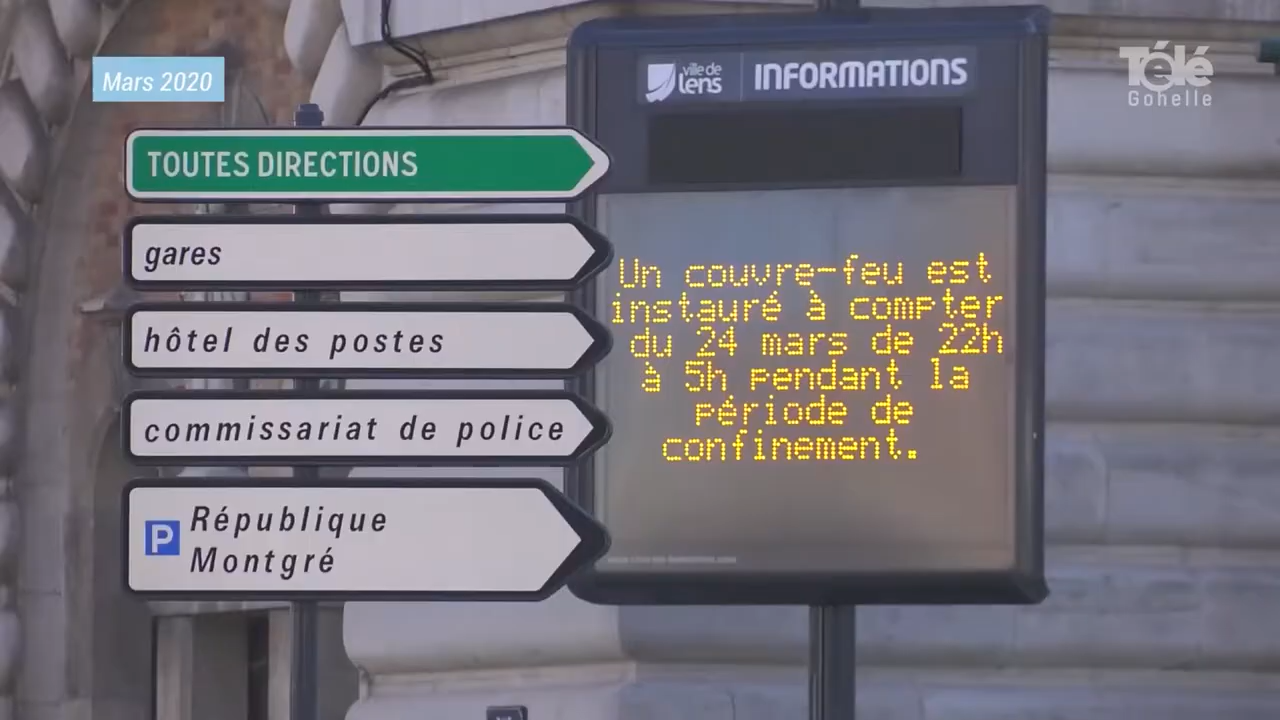 Mars 2020
Télé
Gohelle
ville de
lens
INFORMATIONS
TOUTES DIRECTIONS
gares
hôtel des postes
commissariat de police
P
République
Montgré
Un couvre-feu est
instauré à compter
du 24 mars de 22h
à 5h pendant la
période de
confinement.